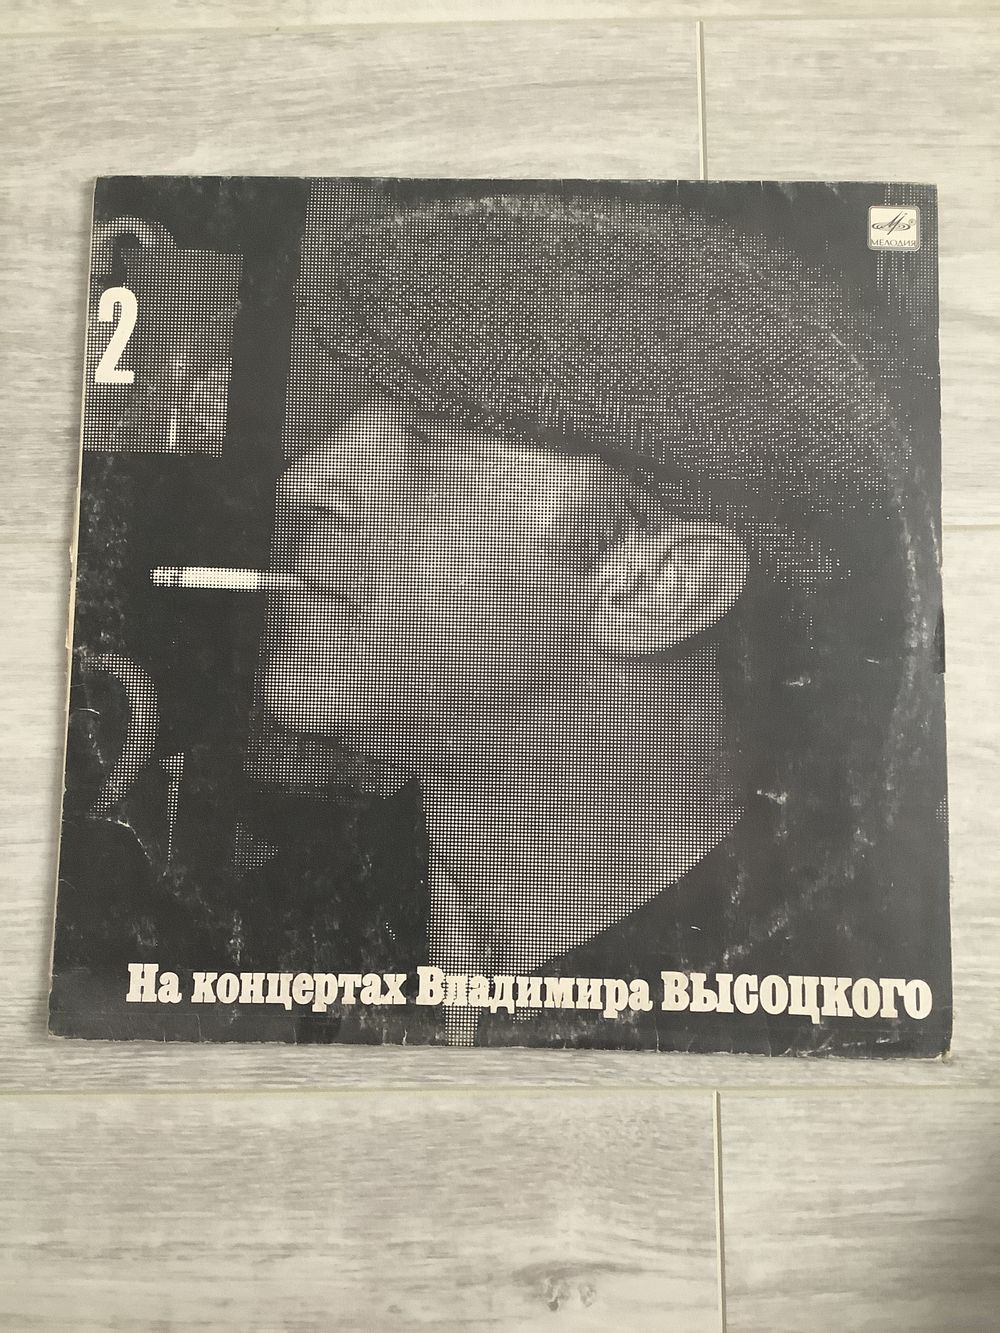 МЕЛОДИЯ
2
На концертах Владимира ВЫСОЦКОГО